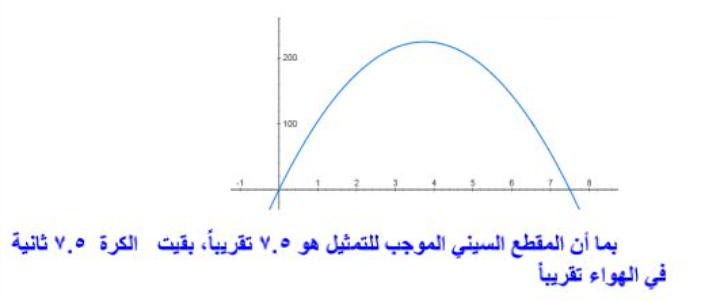 200
100
-1 1 2 3 4 5 6 7 8
بما أن المقطع السيني الموجب للتمثيل هو ٧.٥ تقريباً، بقيت الكرة ٧.٥ ثانية
في الهواء تقريباً